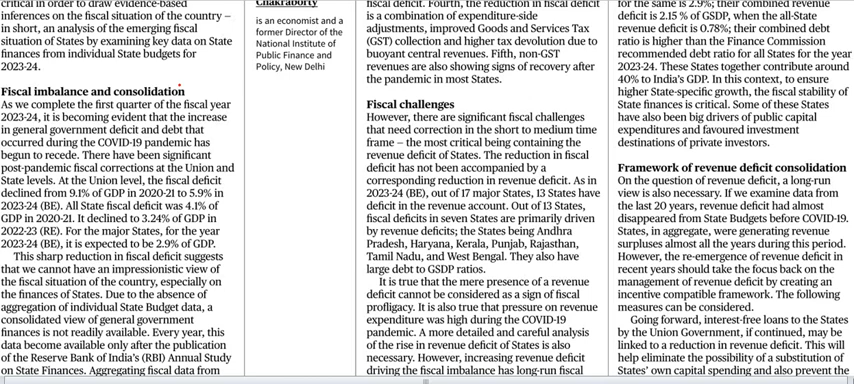 critical in order to draw evidence-based
inferences on the fiscal situation of the country –
in short, an analysis of the emerging fiscal
situation of States by examining key data on State
finances from individual State budgets for
2023-24.
Fiscal imbalance and consolidation
As we complete the first quarter of the fiscal year
2023-24, it is becoming evident that the increase
in general government deficit and debt that
occurred during the COVID-19 pandemic has
begun to recede. There have been significant
post-pandemic fiscal corrections at the Union and
State levels. At the Union level, the fiscal deficit
declined from 9.1% of GDP in 2020-21 to 5.9% in
2023-24 (BE). All State fiscal deficit was 4.1% of
GDP in 2020-21. It declined to 3.24% of GDP in
2022-23 (RE). For the major States, for the year
2023-24 (BE), it is expected to be 2.9% of GDP.
This sharp reduction in fiscal deficit suggests
that we cannot have an impressionistic view of
the fiscal situation of the country, especially on
the finances of States. Due to the absence of
aggregation of individual State Budget data, a
consolidated view of general government
finances is not readily available. Every year, this
data become available only after the publication
of the Reserve Bank of India's (RBI) Annual Study
on State Finances. Aggregating fiscal data from
Chakraborty
is an economist and a
former Director of the
National Institute of
Public Finance and
Policy, New Delhi
fiscal deficit. Fourth, the reduction in fiscal deficit
is a combination of expenditure-side
adjustments, improved Goods and Services Tax
(GST) collection and higher tax devolution due to
buoyant central revenues. Fifth, non-GST
revenues are also showing signs of recovery after
the pandemic in most States.
Fiscal challenges
However, there are significant fiscal challenges
that need correction in the short to medium time
frame – the most critical being containing the
revenue deficit of States. The reduction in fiscal
deficit has not been accompanied by a
corresponding reduction in revenue deficit. As in
2023-24 (BE), out of 17 major States, 13 States have
deficit in the revenue account. Out of 13 States,
fiscal deficits in seven States are primarily driven
by revenue deficits; the States being Andhra
Pradesh, Haryana, Kerala, Punjab, Rajasthan,
Tamil Nadu, and West Bengal. They also have
large debt to GSDP ratios.
It is true that the mere presence of a revenue
deficit cannot be considered as a sign of fiscal
profligacy. It is also true that pressure on revenue
expenditure was high during the COVID-19
pandemic. A more detailed and careful analysis
of the rise in revenue deficit of States is also
necessary. However, increasing revenue deficit
driving the fiscal imbalance has long-run fiscal
for the same is 2.9%; their combined revenue
deficit is 2.15 % of GSDP, when the all-State
revenue deficit is 0.78%; their combined debt
ratio is higher than the Finance Commission
recommended debt ratio for all States for the year
2023-24. These States together contribute around
40% to India's GDP. In this context, to ensure
higher State-specific growth, the fiscal stability of
State finances is critical. Some of these States
have also been big drivers of public capital
expenditures and favoured investment
destinations of private investors.
Framework of revenue deficit consolidation
On the question of revenue deficit, a long-run
view is also necessary. If we examine data from
the last 20 years, revenue deficit had almost
disappeared from State Budgets before COVID-19.
States, in aggregate, were generating revenue
surpluses almost all the years during this period.
However, the re-emergence of revenue deficit in
recent years should take the focus back on the
management of revenue deficit by creating an
incentive compatible framework. The following
measures can be considered.
Going forward, interest-free loans to the States
by the Union Government, if continued, may be
linked to a reduction in revenue deficit. This will
help eliminate the possibility of a substitution of
States' own capital spending and also prevent the